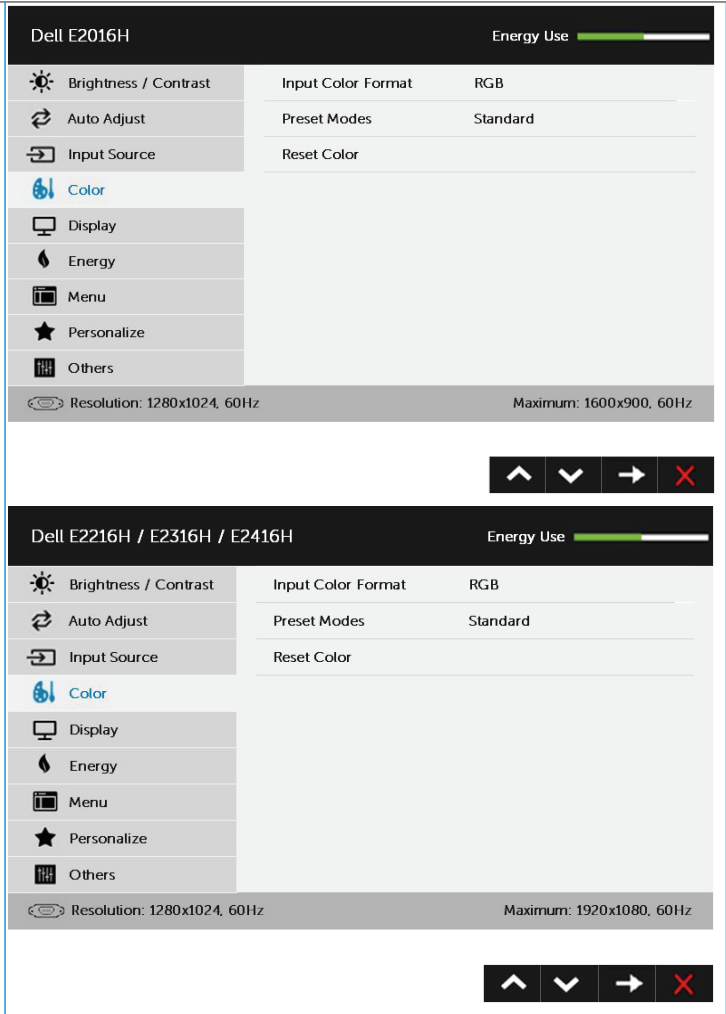 Dell E2016H Energy Use
Brightness / Contrast Input Color Format RGB
Auto Adjust Preset Modes Standard
Input Source Reset Color
Color
Display
Energy
Menu
Personalize
Others
Resolution: 1280x1024, 60Hz Maximum: 1600x900, 60Hz
Dell E2216H / E2316H / E2416H Energy Use
Brightness / Contrast Input Color Format RGB
Auto Adjust Preset Modes Standard
Input Source Reset Color
Color
Display
Energy
Menu
Personalize
Others
Resolution: 1280x1024, 60Hz Maximum: 1920x1080, 60Hz